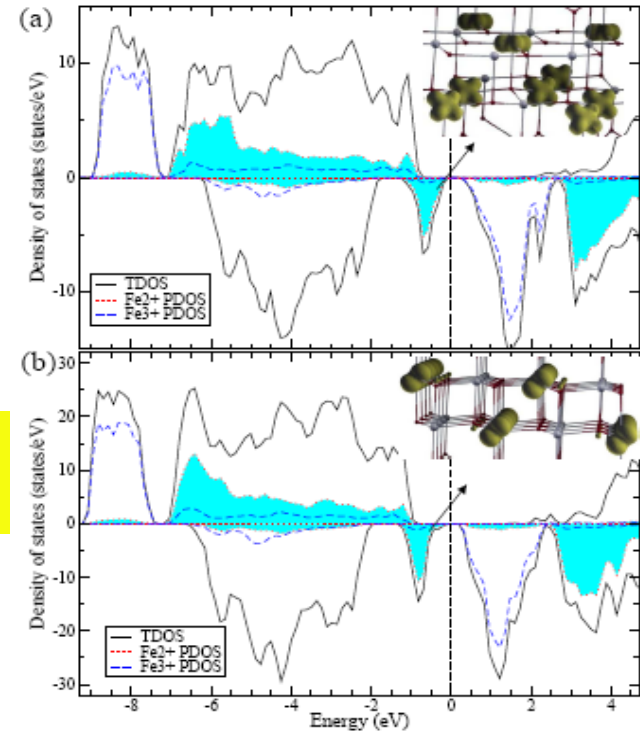 (a)
10
0
-10
Density of states (states/eV)
TDOS
Fe2+ PDOS
Fe3+ PDOS
(b)
30
20
10
0
-10
-20
-30
Density of states (states/eV)
TDOS
Fe2+ PDOS
Fe3+ PDOS
-8 -6 -4 -2 0 2 4
Energy (eV)